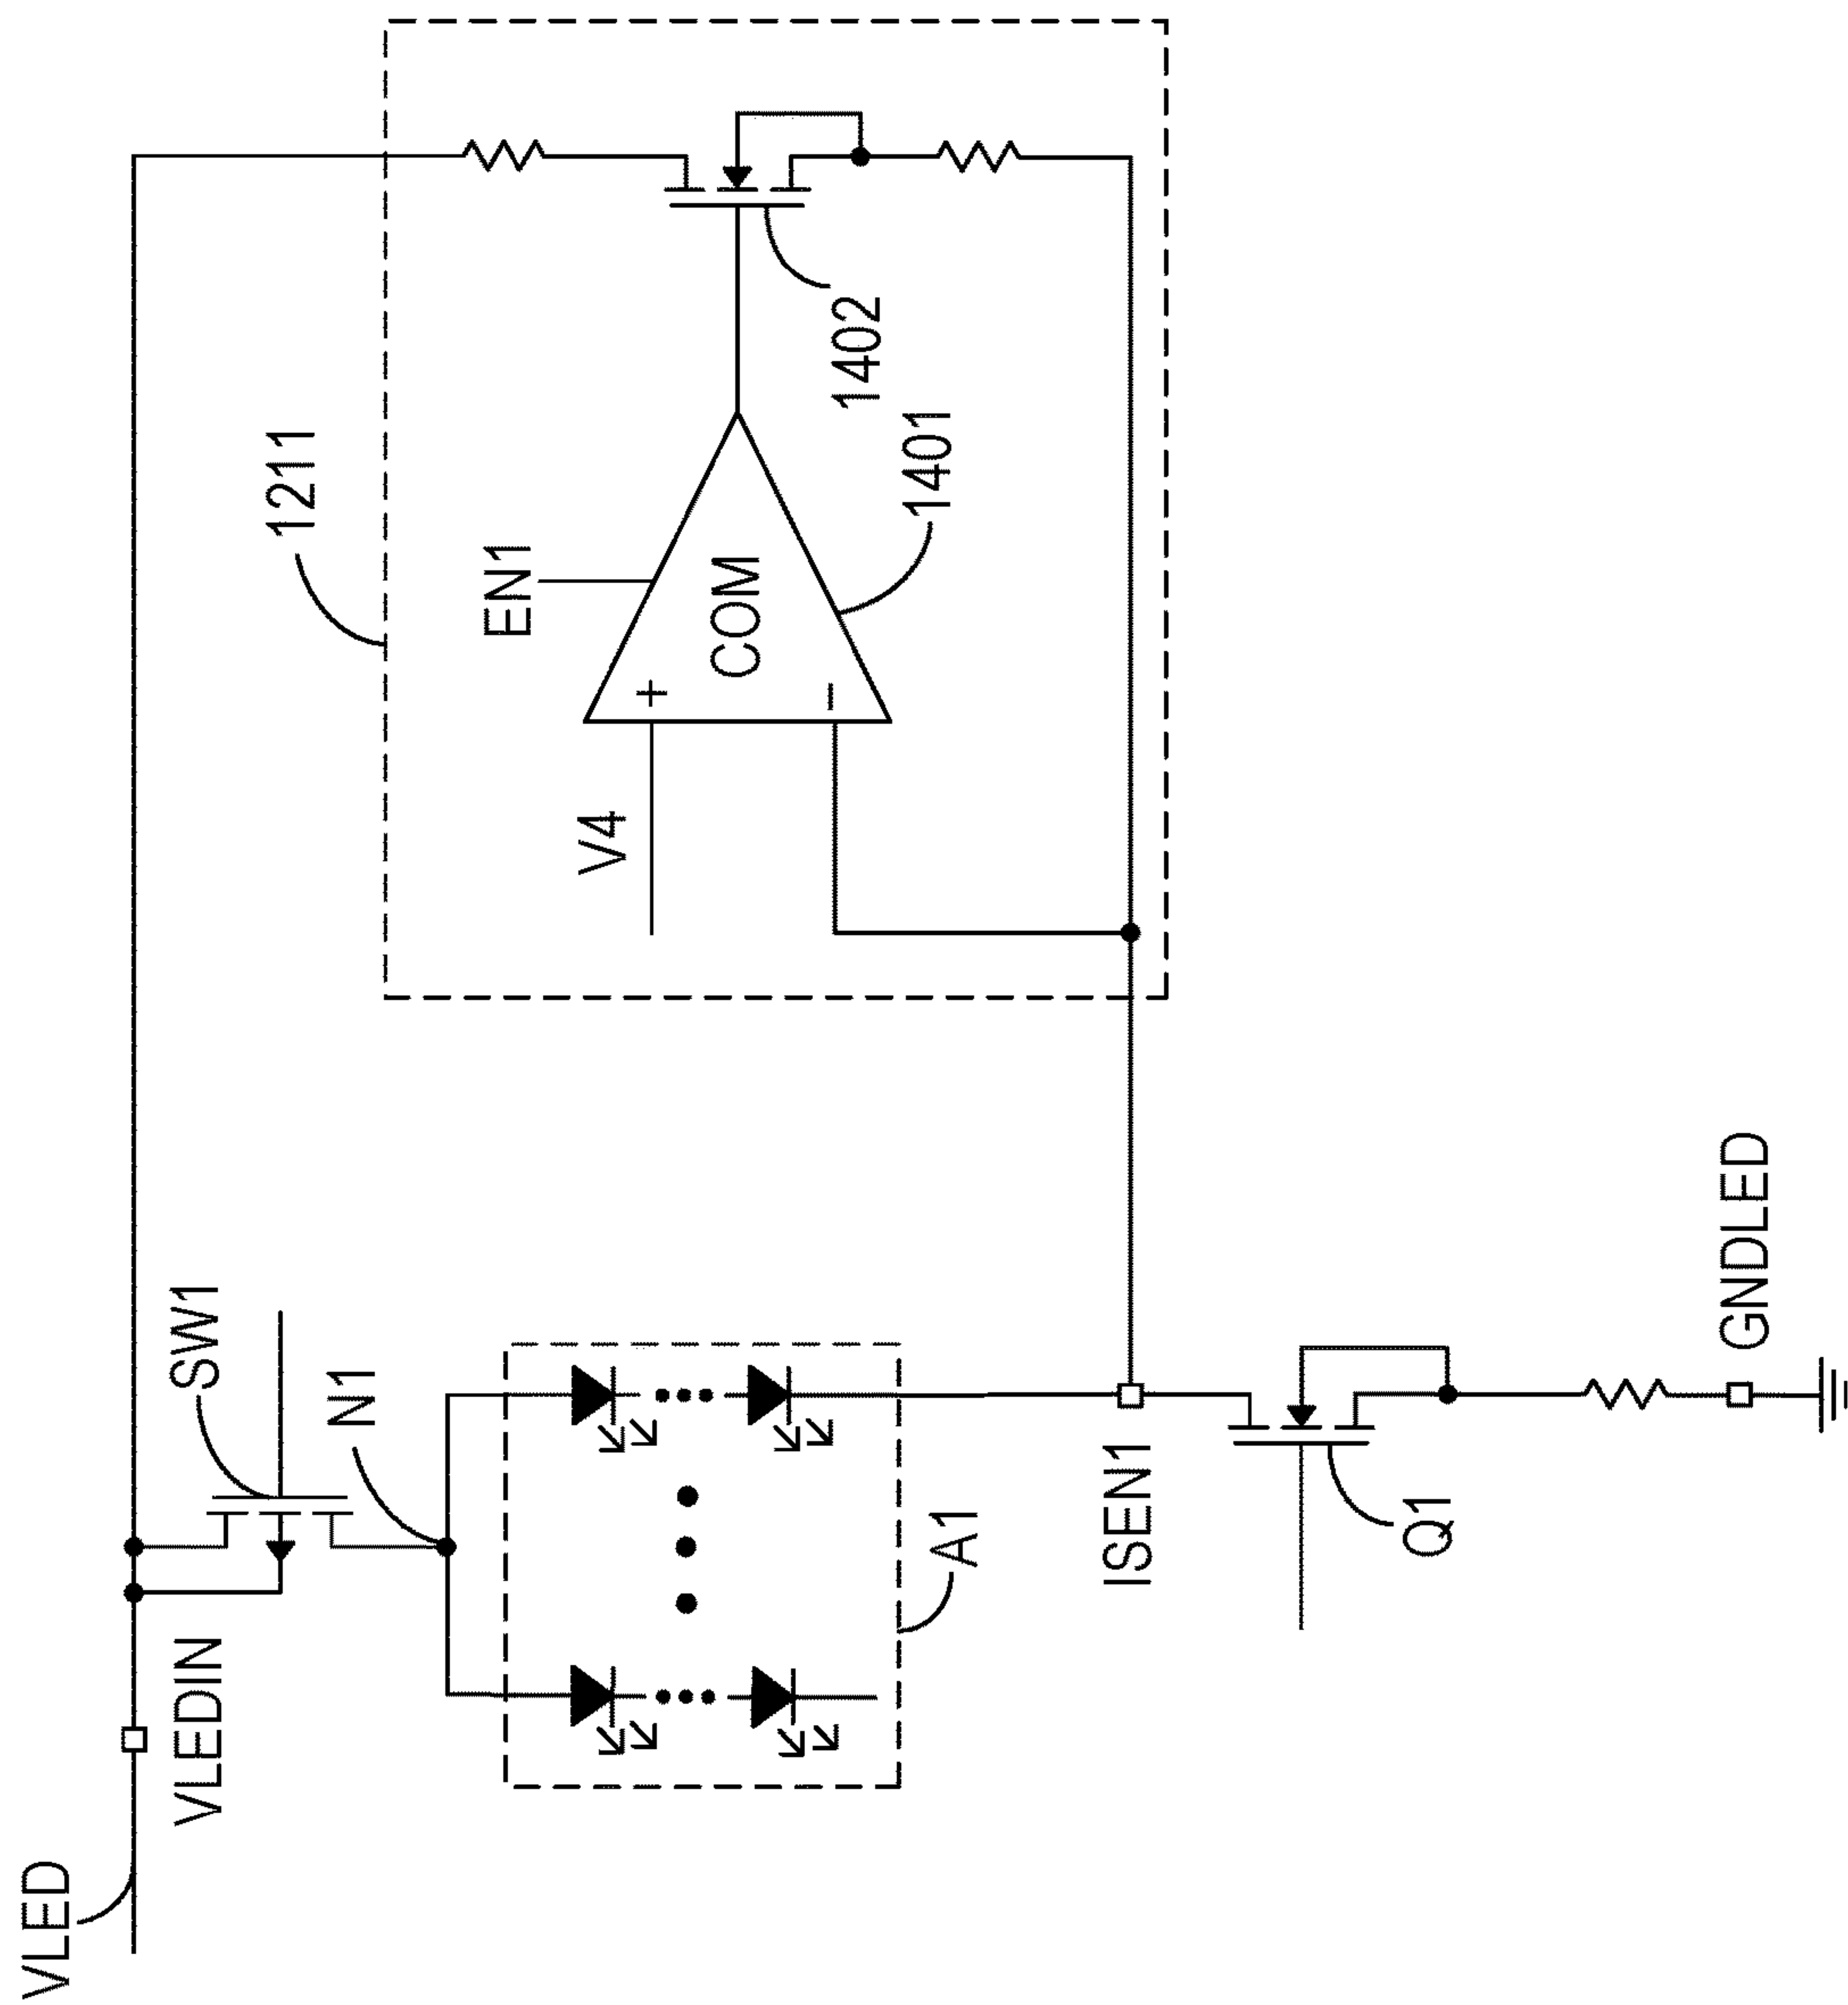 VLED
VLEDIN
SW1
N1
A1
ISEN1
Q1
GNDLED
1211
V4
EN1
+
COM
−
1401
1402